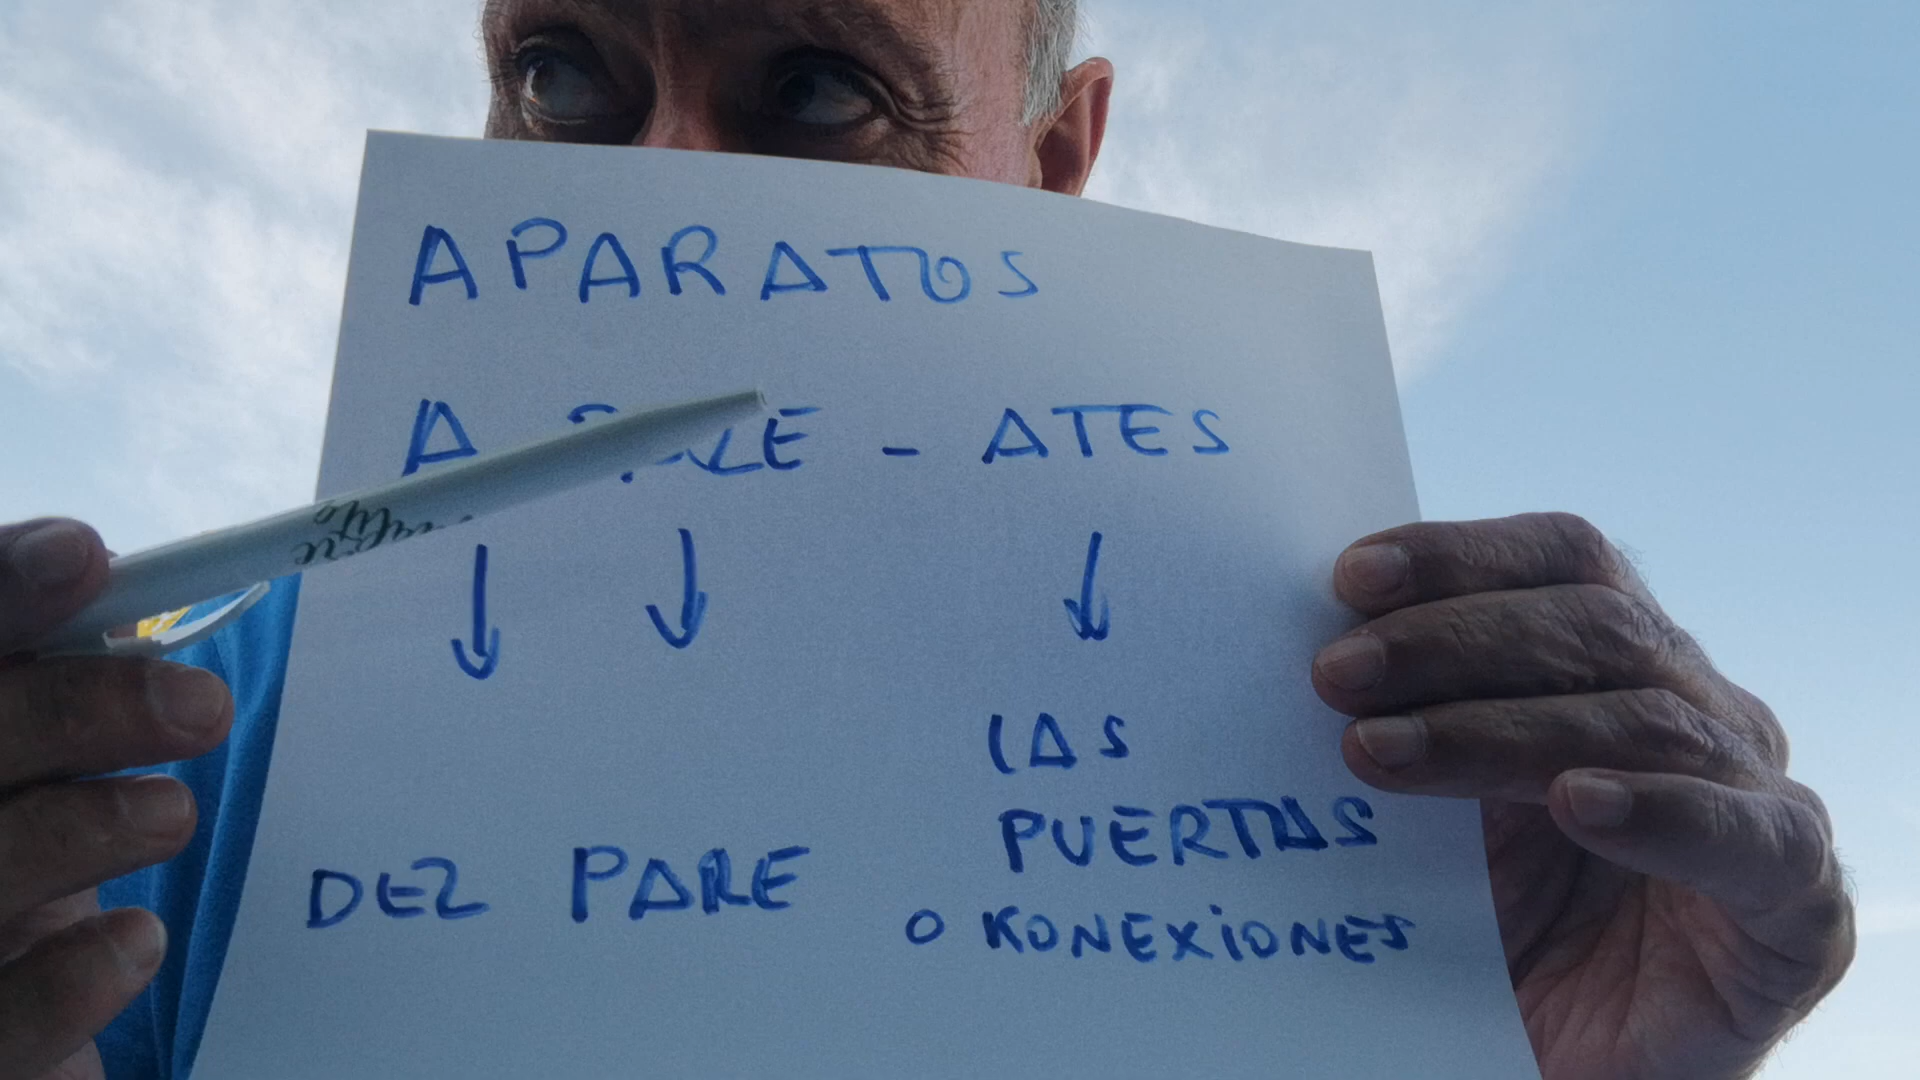 APARATOS
A - ATES
LAS
PUERTAS
DEL PARE
O KONEXIONES